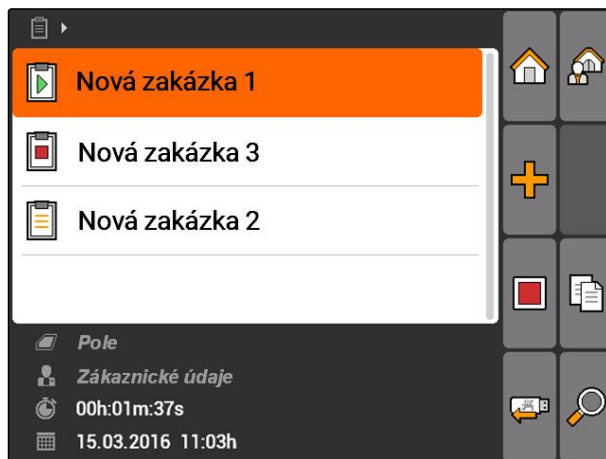 Nová zakázka 1
Nová zakázka 3
Nová zakázka 2
Pole
Zákaznické údaje
00h:01m:37s
15.03.2016 11:03h